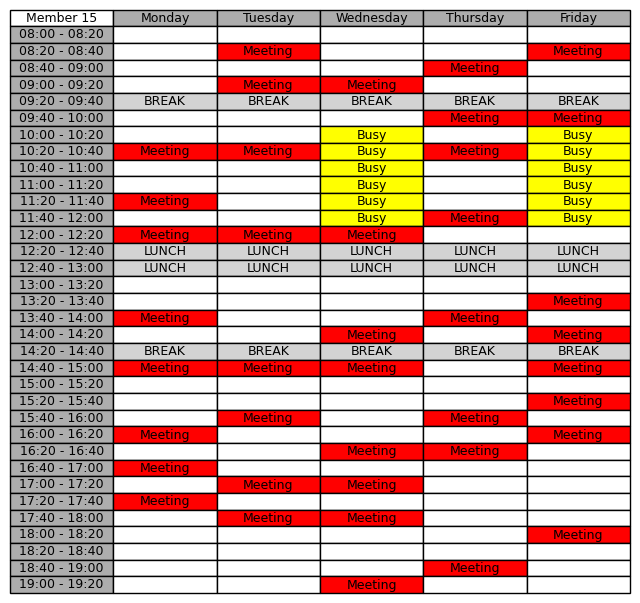 Member 15 Monday Tuesday Wednesday Thursday Friday
08:00 - 08:20
08:20 - 08:40 Meeting Meeting
08:40 - 09:00 Meeting
09:00 - 09:20 Meeting Meeting
09:20 - 09:40 BREAK BREAK BREAK BREAK BREAK
09:40 - 10:00 Meeting Meeting
10:00 - 10:20 Busy Busy
10:20 - 10:40 Meeting Meeting Busy Meeting Busy
10:40 - 11:00 Busy Busy
11:00 - 11:20 Busy Busy
11:20 - 11:40 Meeting Busy Busy
11:40 - 12:00 Busy Meeting Busy
12:00 - 12:20 Meeting Meeting Meeting
12:20 - 12:40 LUNCH LUNCH LUNCH LUNCH LUNCH
12:40 - 13:00 LUNCH LUNCH LUNCH LUNCH LUNCH
13:00 - 13:20
13:20 - 13:40 Meeting
13:40 - 14:00 Meeting Meeting
14:00 - 14:20 Meeting Meeting
14:20 - 14:40 BREAK BREAK BREAK BREAK BREAK
14:40 - 15:00 Meeting Meeting Meeting Meeting
15:00 - 15:20
15:20 - 15:40 Meeting
15:40 - 16:00 Meeting Meeting
16:00 - 16:20 Meeting Meeting
16:20 - 16:40 Meeting Meeting
16:40 - 17:00 Meeting
17:00 - 17:20 Meeting Meeting
17:20 - 17:40 Meeting
17:40 - 18:00 Meeting Meeting
18:00 - 18:20 Meeting
18:20 - 18:40
18:40 - 19:00 Meeting
19:00 - 19:20 Meeting